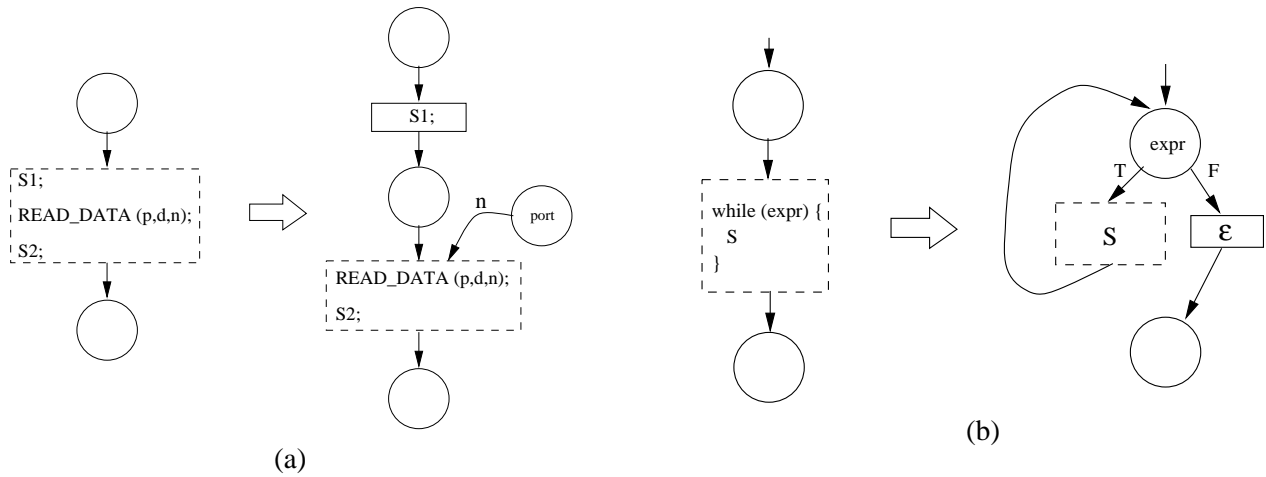 S1;
READ_DATA (p,d,n);
S2;
S1;
n
port
READ_DATA (p,d,n);
S2;
(a)
while (expr) {
S
}
expr
T
F
S
ε
(b)